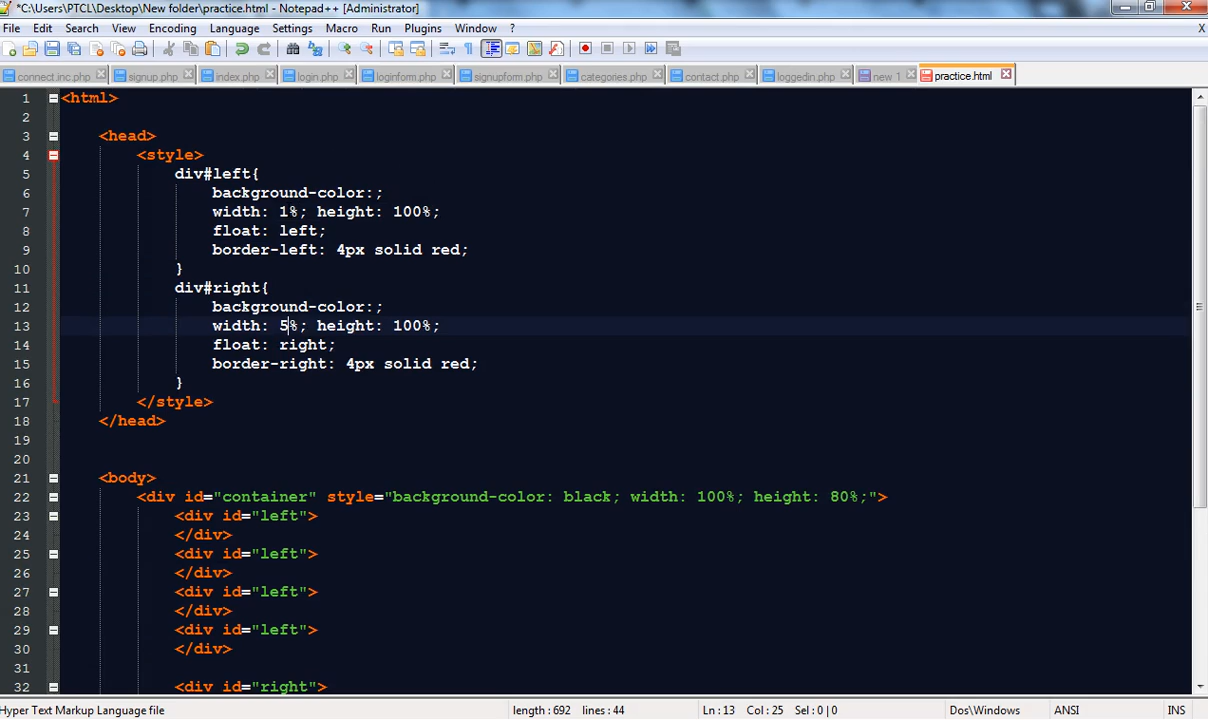 *C:\Users\PTCL\Desktop\New folder\practice.html - Notepad++ [Administrator]
File Edit Search View Encoding Language Settings Macro Run Plugins Window ? X
connect.inc.php signup.php index.php login.php loginform.php signupform.php categories.php contact.php loggedin.php new 1 practice.html
1 <html>
2
3 <head>
4 <style>
5 div#left{
6 background-color:;
7 width: 1%; height: 100%;
8 float: left;
9 border-left: 4px solid red;
10 }
11 div#right{
12 background-color:;
13 width: 5%; height: 100%;
14 float: right;
15 border-right: 4px solid red;
16 }
17 </style>
18 </head>
19
20
21 <body>
22 <div id="container" style="background-color: black; width: 100%; height: 80%;">
23 <div id="left">
24 </div>
25 <div id="left">
26 </div>
27 <div id="left">
28 </div>
29 <div id="left">
30 </div>
31
32 <div id="right">
Hyper Text Markup Language file length : 692 lines : 44 Ln : 13 Col : 25 Sel : 0 | 0 Dos\Windows ANSI INS